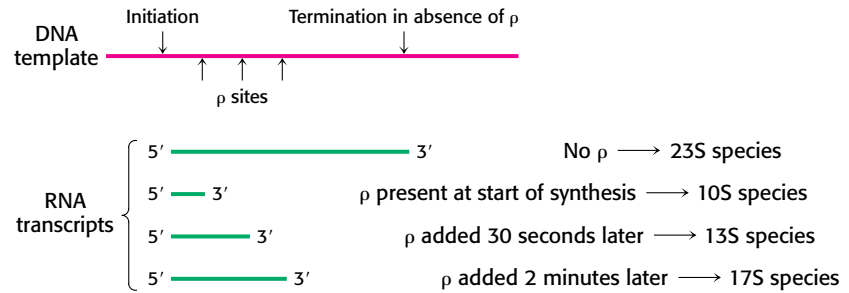 Initiation
Termination in absence of ρ
DNA
template
ρ sites
RNA
transcripts
5′ 3′ No ρ ⟶ 23S species
5′ 3′ ρ present at start of synthesis ⟶ 10S species
5′ 3′ ρ added 30 seconds later ⟶ 13S species
5′ 3′ ρ added 2 minutes later ⟶ 17S species